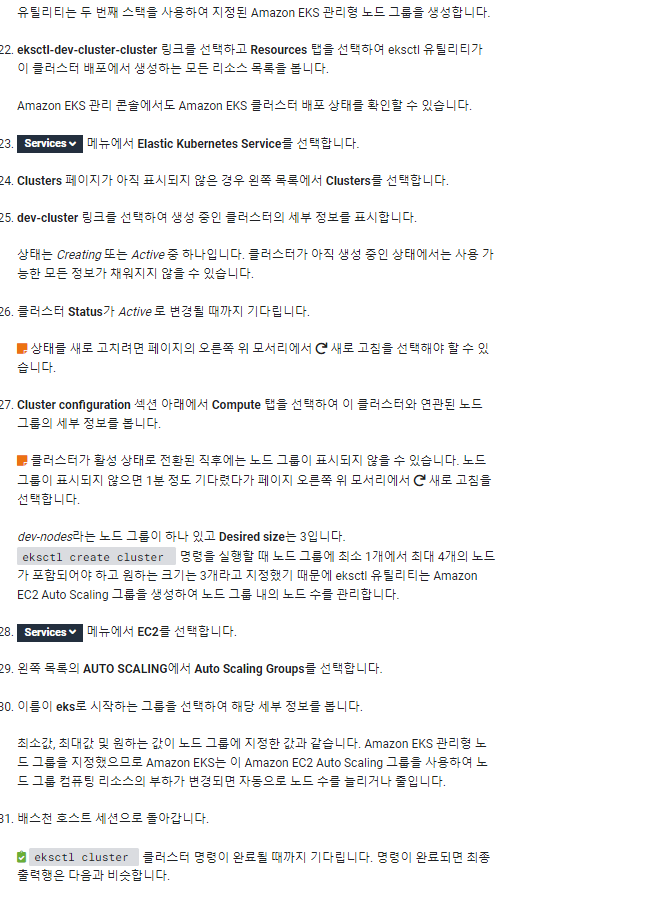 유틸리티는 두 번째 스택을 사용하여 지정된 Amazon EKS 관리형 노드 그룹을 생성합니다.
22. eksctl-dev-cluster-cluster 링크를 선택하고 Resources 탭을 선택하여 eksctl 유틸리티가
이 클러스터 배포에서 생성하는 모든 리소스 목록을 봅니다.
Amazon EKS 관리 콘솔에서도 Amazon EKS 클러스터 배포 상태를 확인할 수 있습니다.
23. Services 메뉴에서 Elastic Kubernetes Service를 선택합니다.
24. Clusters 페이지가 아직 표시되지 않은 경우 왼쪽 목록에서 Clusters를 선택합니다.
25. dev-cluster 링크를 선택하여 생성 중인 클러스터의 세부 정보를 표시합니다.
상태는 Creating 또는 Active 중 하나입니다. 클러스터가 아직 생성 중인 상태에서는 사용 가
능한 모든 정보가 채워지지 않을 수 있습니다.
26. 클러스터 Status가 Active 로 변경될 때까지 기다립니다.
상태를 새로 고치려면 페이지의 오른쪽 위 모서리에서 새로 고침을 선택해야 할 수 있
습니다.
27. Cluster configuration 섹션 아래에서 Compute 탭을 선택하여 이 클러스터와 연관된 노드
그룹의 세부 정보를 봅니다.
클러스터가 활성 상태로 전환된 직후에는 노드 그룹이 표시되지 않을 수 있습니다. 노드
그룹이 표시되지 않으면 1분 정도 기다렸다가 페이지 오른쪽 위 모서리에서 새로 고침을
선택합니다.
dev-nodes라는 노드 그룹이 하나 있고 Desired size는 3입니다.
eksctl create cluster 명령을 실행할 때 노드 그룹에 최소 1개에서 최대 4개의 노드
가 포함되어야 하고 원하는 크기는 3개라고 지정했기 때문에 eksctl 유틸리티는 Amazon
EC2 Auto Scaling 그룹을 생성하여 노드 그룹 내의 노드 수를 관리합니다.
28. Services 메뉴에서 EC2를 선택합니다.
29. 왼쪽 목록의 AUTO SCALING에서 Auto Scaling Groups를 선택합니다.
30. 이름이 eks로 시작하는 그룹을 선택하여 해당 세부 정보를 봅니다.
최소값, 최대값 및 원하는 값이 노드 그룹에 지정한 값과 같습니다. Amazon EKS 관리형 노
드 그룹을 지정했으므로 Amazon EKS는 이 Amazon EC2 Auto Scaling 그룹을 사용하여 노
드 그룹 컴퓨팅 리소스의 부하가 변경되면 자동으로 노드 수를 늘리거나 줄입니다.
31. 배스천 호스트 세션으로 돌아갑니다.
eksctl cluster 클러스터 명령이 완료될 때까지 기다립니다. 명령이 완료되면 최종
출력행은 다음과 비슷합니다.